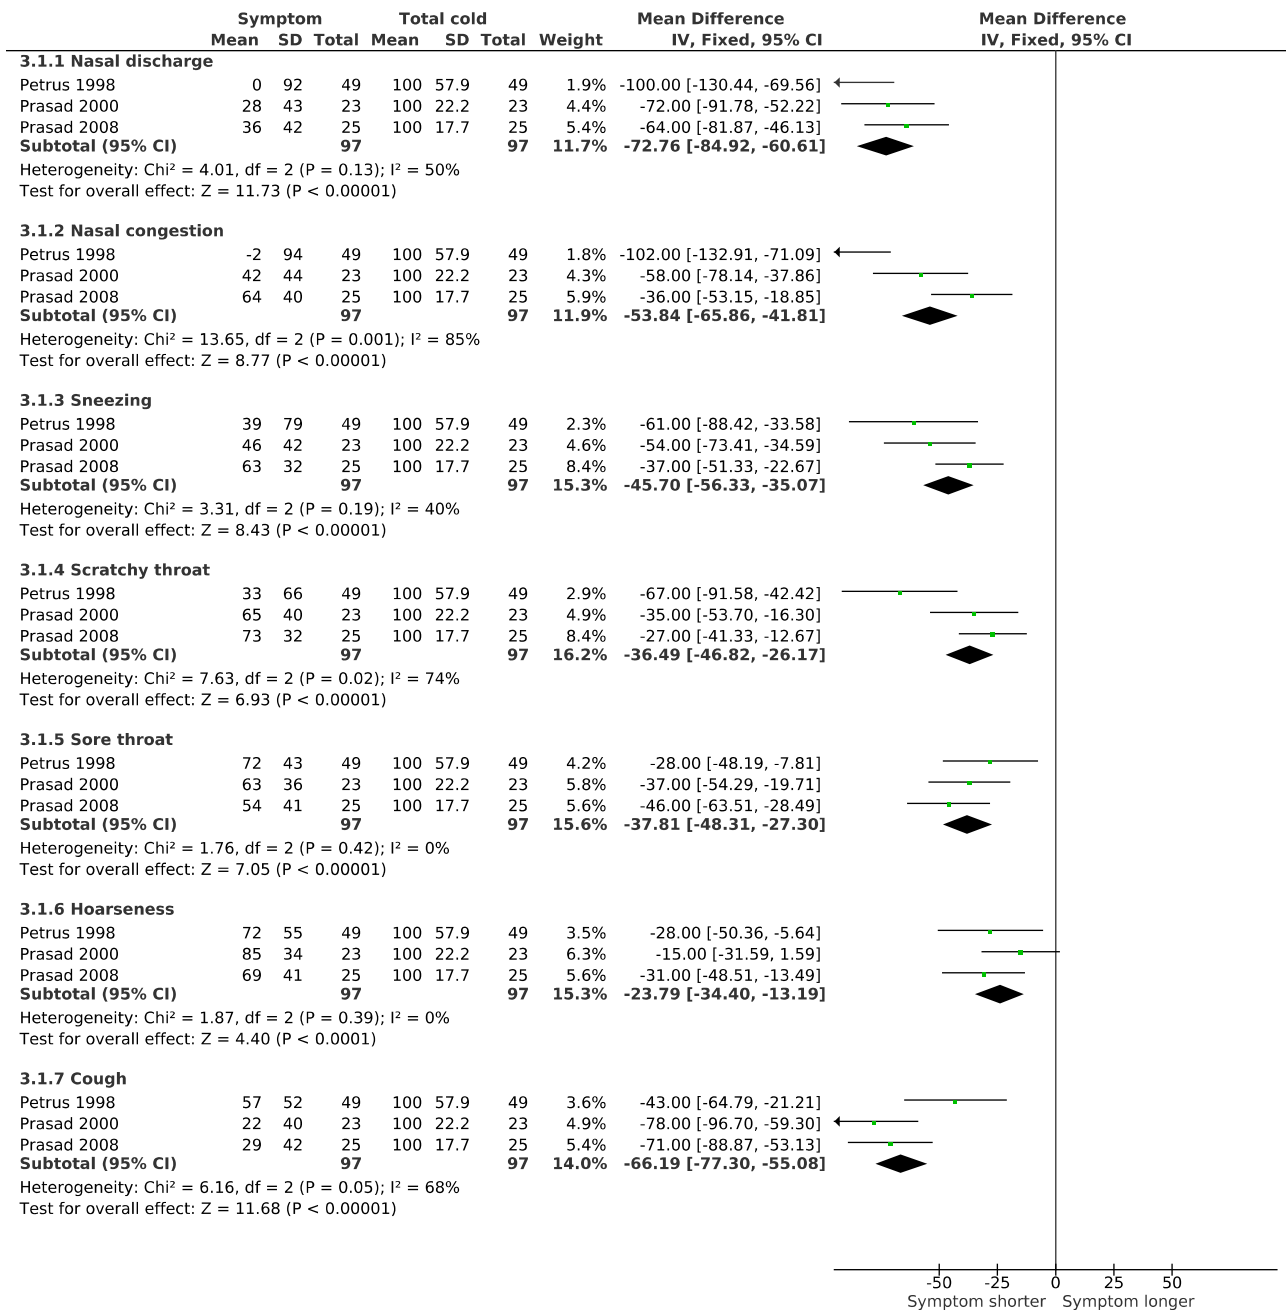 Symptom Total cold Mean Difference Mean Difference
Mean SD Total Mean SD Total Weight IV, Fixed, 95% CI IV, Fixed, 95% CI
3.1.1 Nasal discharge
Petrus 1998 0 92 49 100 57.9 49 1.9% -100.00 [-130.44, -69.56]
Prasad 2000 28 43 23 100 22.2 23 4.4% -72.00 [-91.78, -52.22]
Prasad 2008 36 42 25 100 17.7 25 5.4% -64.00 [-81.87, -46.13]
Subtotal (95% CI) 97 97 11.7% -72.76 [-84.92, -60.61]
Heterogeneity: Chi² = 4.01, df = 2 (P = 0.13); I² = 50%
Test for overall effect: Z = 11.73 (P < 0.00001)
3.1.2 Nasal congestion
Petrus 1998 -2 94 49 100 57.9 49 1.8% -102.00 [-132.91, -71.09]
Prasad 2000 42 44 23 100 22.2 23 4.3% -58.00 [-78.14, -37.86]
Prasad 2008 64 40 25 100 17.7 25 5.9% -36.00 [-53.15, -18.85]
Subtotal (95% CI) 97 97 11.9% -53.84 [-65.86, -41.81]
Heterogeneity: Chi² = 13.65, df = 2 (P = 0.001); I² = 85%
Test for overall effect: Z = 8.77 (P < 0.00001)
3.1.3 Sneezing
Petrus 1998 39 79 49 100 57.9 49 2.3% -61.00 [-88.42, -33.58]
Prasad 2000 46 42 23 100 22.2 23 4.6% -54.00 [-73.41, -34.59]
Prasad 2008 63 32 25 100 17.7 25 8.4% -37.00 [-51.33, -22.67]
Subtotal (95% CI) 97 97 15.3% -45.70 [-56.33, -35.07]
Heterogeneity: Chi² = 3.31, df = 2 (P = 0.19); I² = 40%
Test for overall effect: Z = 8.43 (P < 0.00001)
3.1.4 Scratchy throat
Petrus 1998 33 66 49 100 57.9 49 2.9% -67.00 [-91.58, -42.42]
Prasad 2000 65 40 23 100 22.2 23 4.9% -35.00 [-53.70, -16.30]
Prasad 2008 73 32 25 100 17.7 25 8.4% -27.00 [-41.33, -12.67]
Subtotal (95% CI) 97 97 16.2% -36.49 [-46.82, -26.17]
Heterogeneity: Chi² = 7.63, df = 2 (P = 0.02); I² = 74%
Test for overall effect: Z = 6.93 (P < 0.00001)
3.1.5 Sore throat
Petrus 1998 72 43 49 100 57.9 49 4.2% -28.00 [-48.19, -7.81]
Prasad 2000 63 36 23 100 22.2 23 5.8% -37.00 [-54.29, -19.71]
Prasad 2008 54 41 25 100 17.7 25 5.6% -46.00 [-63.51, -28.49]
Subtotal (95% CI) 97 97 15.6% -37.81 [-48.31, -27.30]
Heterogeneity: Chi² = 1.76, df = 2 (P = 0.42); I² = 0%
Test for overall effect: Z = 7.05 (P < 0.00001)
3.1.6 Hoarseness
Petrus 1998 72 55 49 100 57.9 49 3.5% -28.00 [-50.36, -5.64]
Prasad 2000 85 34 23 100 22.2 23 6.3% -15.00 [-31.59, 1.59]
Prasad 2008 69 41 25 100 17.7 25 5.6% -31.00 [-48.51, -13.49]
Subtotal (95% CI) 97 97 15.3% -23.79 [-34.40, -13.19]
Heterogeneity: Chi² = 1.87, df = 2 (P = 0.39); I² = 0%
Test for overall effect: Z = 4.40 (P < 0.0001)
3.1.7 Cough
Petrus 1998 57 52 49 100 57.9 49 3.6% -43.00 [-64.79, -21.21]
Prasad 2000 22 40 23 100 22.2 23 4.9% -78.00 [-96.70, -59.30]
Prasad 2008 29 42 25 100 17.7 25 5.4% -71.00 [-88.87, -53.13]
Subtotal (95% CI) 97 97 14.0% -66.19 [-77.30, -55.08]
Heterogeneity: Chi² = 6.16, df = 2 (P = 0.05); I² = 68%
Test for overall effect: Z = 11.68 (P < 0.00001)
-50 -25 0 25 50
Symptom shorter Symptom longer